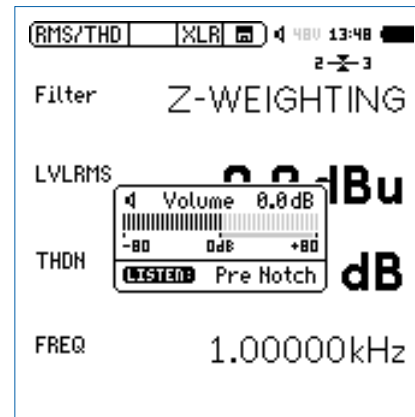 RMS/THD XLR 48V 13:48
2 3
Filter Z-WEIGHTING
LVLRMS dBu
Volume 0.0dB
-80 0dB +80
THDN dB
LISTEN: Pre Notch
FREQ 1.00000kHz